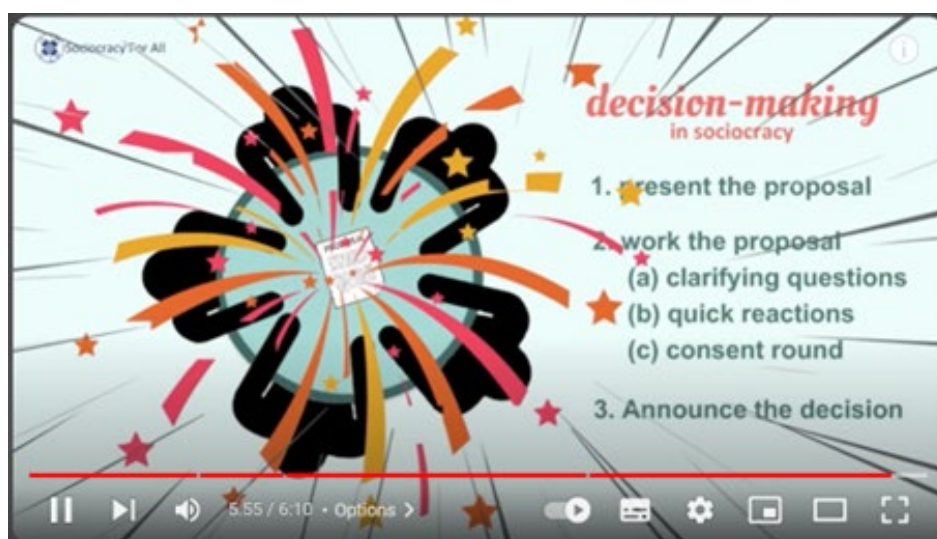 Sociocracy For All
decision-making
in sociocracy
1. present the proposal
2. work the proposal
(a) clarifying questions
(b) quick reactions
(c) consent round
3. Announce the decision
5:55 / 6:10 • Options >